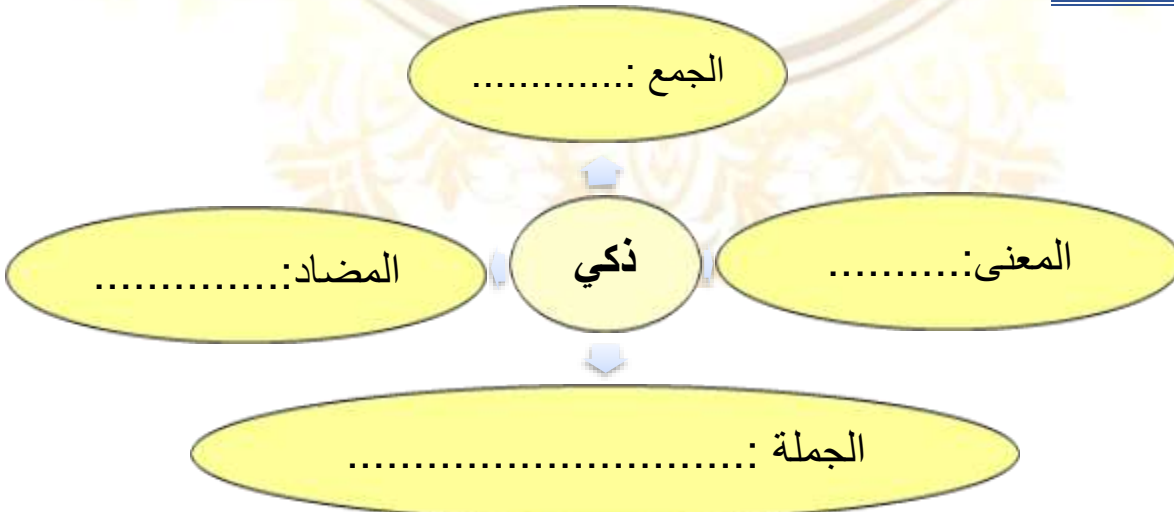 الجمع :..............
المعنى:...........
ذكي
المضاد:...............
الجملة :...............................